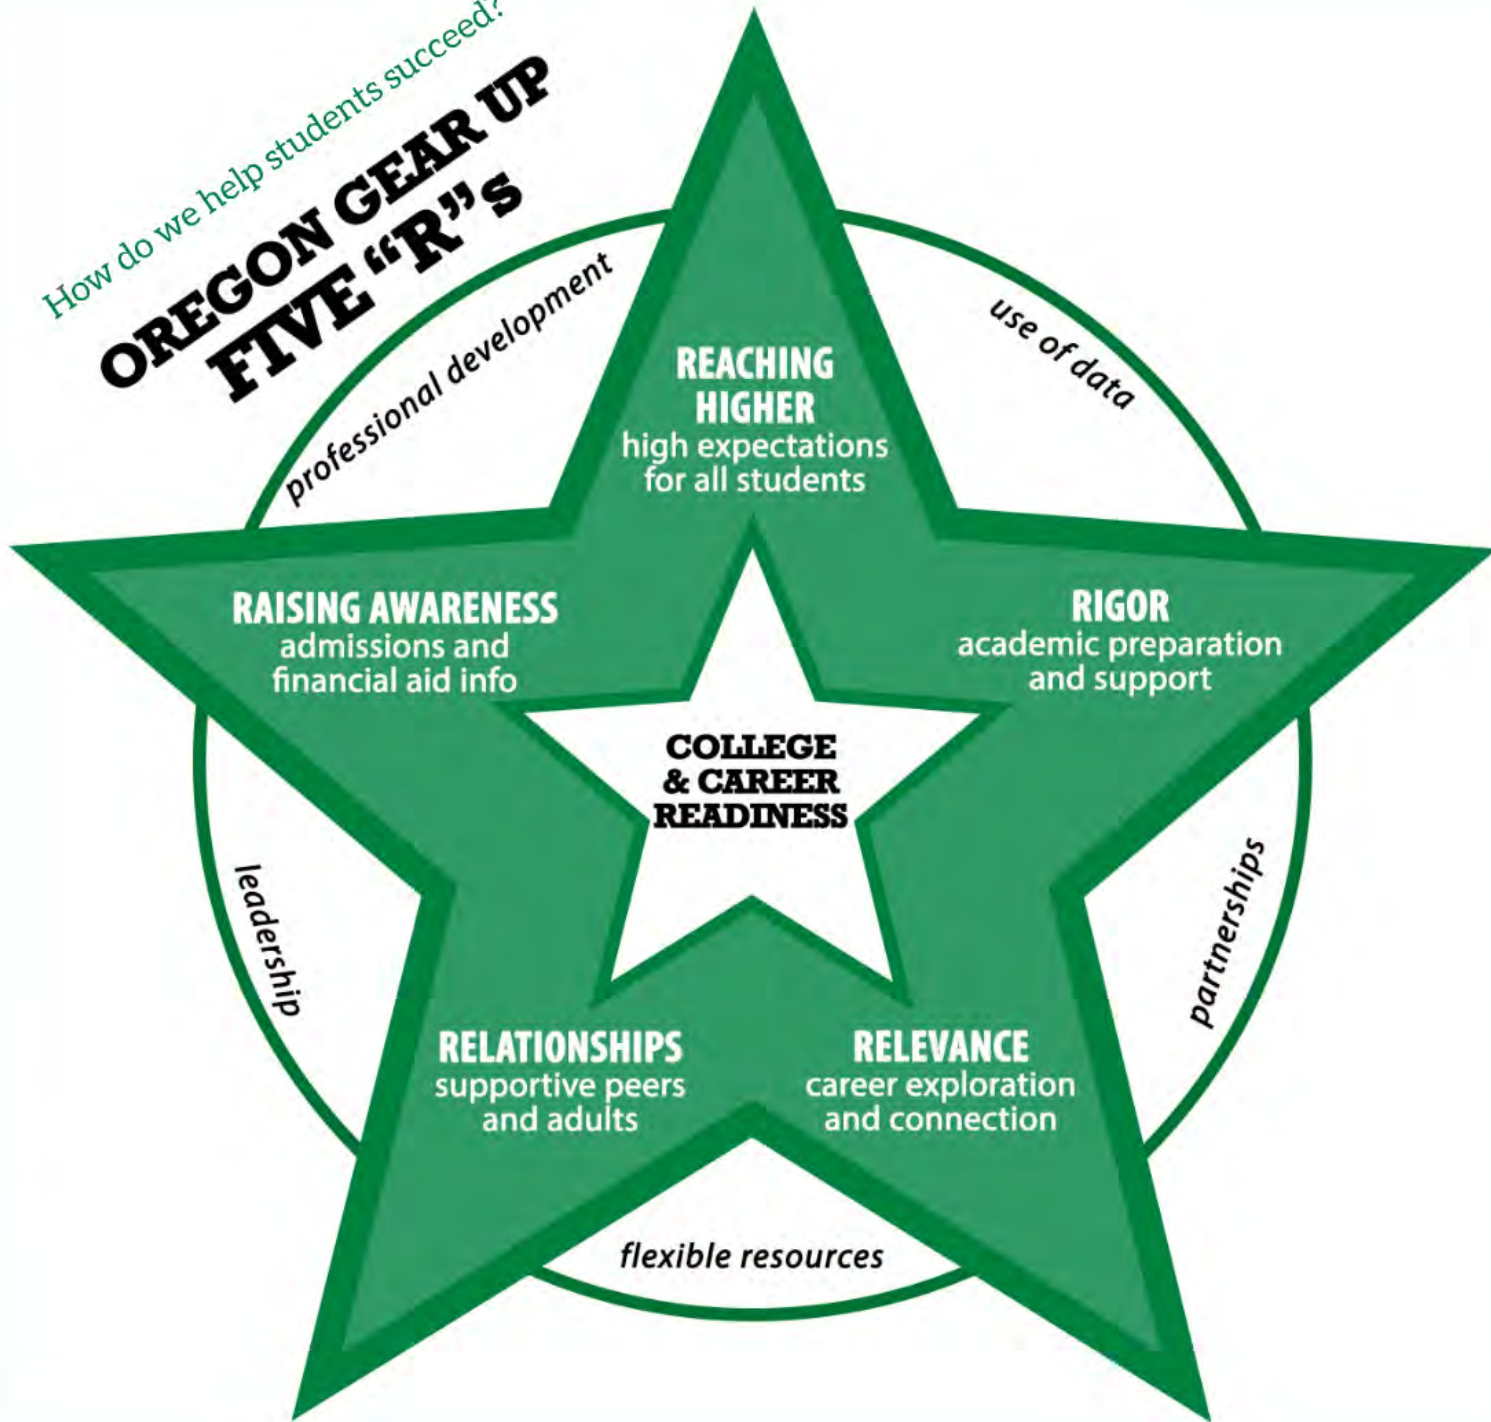 How do we help students succeed?
OREGON GEAR UP
FIVE “R”s
professional development
use of data
REACHING
HIGHER
high expectations
for all students
RAISING AWARENESS
admissions and
financial aid info
RIGOR
academic preparation
and support
COLLEGE
& CAREER
READINESS
leadership
partnerships
RELATIONSHIPS
supportive peers
and adults
RELEVANCE
career exploration
and connection
flexible resources